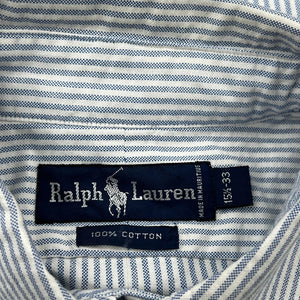 Ralph Lauren
MADE IN MAURITIUS
15½-33
100% COTTON